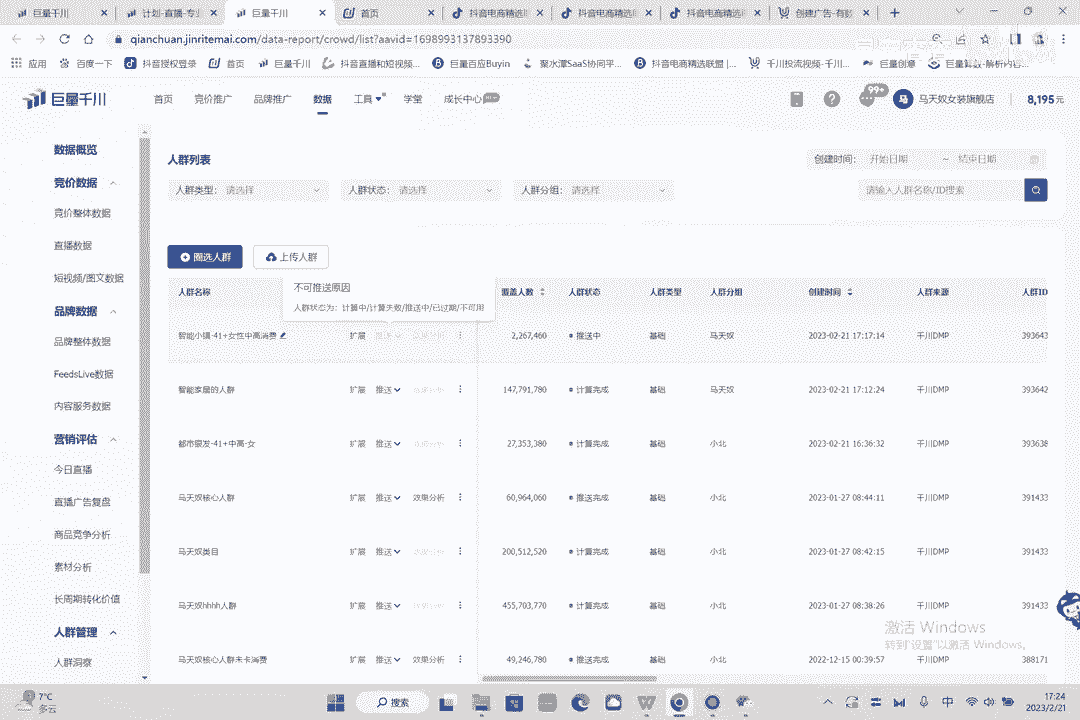 巨量千川
计划-直播-专业
巨量千川
首页
抖音电商精选
抖音电商精选
抖音电商精选
创建广告-有影
qianchuan.jinritemai.com/data-report/crowd/list?aavid=1698993137893390
应用
百度一下
抖音授权登录
首页
巨量千川
抖音直播和短视频...
巨量百应Buyin
聚水潭SaaS协同平...
抖音电商精选联盟 |...
千川投流视频-千川...
巨量创意
巨量千川
首页
竞价推广
品牌推广
数据
工具
学堂
成长中心
99+
马天奴女装旗舰店
8,195元
数据概览
竞价数据
竞价整体数据
直播数据
短视频/图文数据
品牌数据
品牌整体数据
FeedsLive数据
内容服务数据
营销评估
今日直播
直播广告复盘
商品竞争分析
素材分析
长周期转化价值
人群管理
人群洞察
人群列表
创建时间： 开始日期 ~ 结束日期
人群类型： 请选择
人群状态： 请选择
人群分组： 请选择
请输入人群名称/ID搜索
圈选人群
上传人群
不可推送原因
人群状态为：计算中/计算失败/推送中/已过期/不可用
人群名称 覆盖人数 人群状态 人群类型 人群分组 创建时间 人群来源 人群ID
智能小镇-41+女性中高消费 扩展 推送 效果分析 2,267,460 推送中 基础 马天奴 2023-02-21 17:17:14 千川DMP 393643
智能家居的人群 扩展 推送 效果分析 147,791,780 计算完成 基础 马天奴 2023-02-21 17:12:24 千川DMP 393642
都市银发-41+中高-女 扩展 推送 效果分析 27,353,380 计算完成 基础 小北 2023-02-21 16:36:32 千川DMP 393638
马天奴核心人群 扩展 推送 效果分析 60,964,060 推送完成 基础 小北 2023-01-27 08:44:11 千川DMP 391433
马天奴类目 扩展 推送 效果分析 200,512,520 计算完成 基础 小北 2023-01-27 08:42:15 千川DMP 391433
马天奴hhhh人群 扩展 推送 效果分析 455,703,770 计算完成 基础 小北 2023-01-27 08:38:26 千川DMP 391433
马天奴核心人群未卡消费 扩展 推送 效果分析 49,246,780 推送完成 基础 小北 2022-12-15 00:39:57 千川DMP 388171
激活 Windows
转到"设置"以激活 Windows。
7°C
多云
搜索
中
17:24
2023/2/21